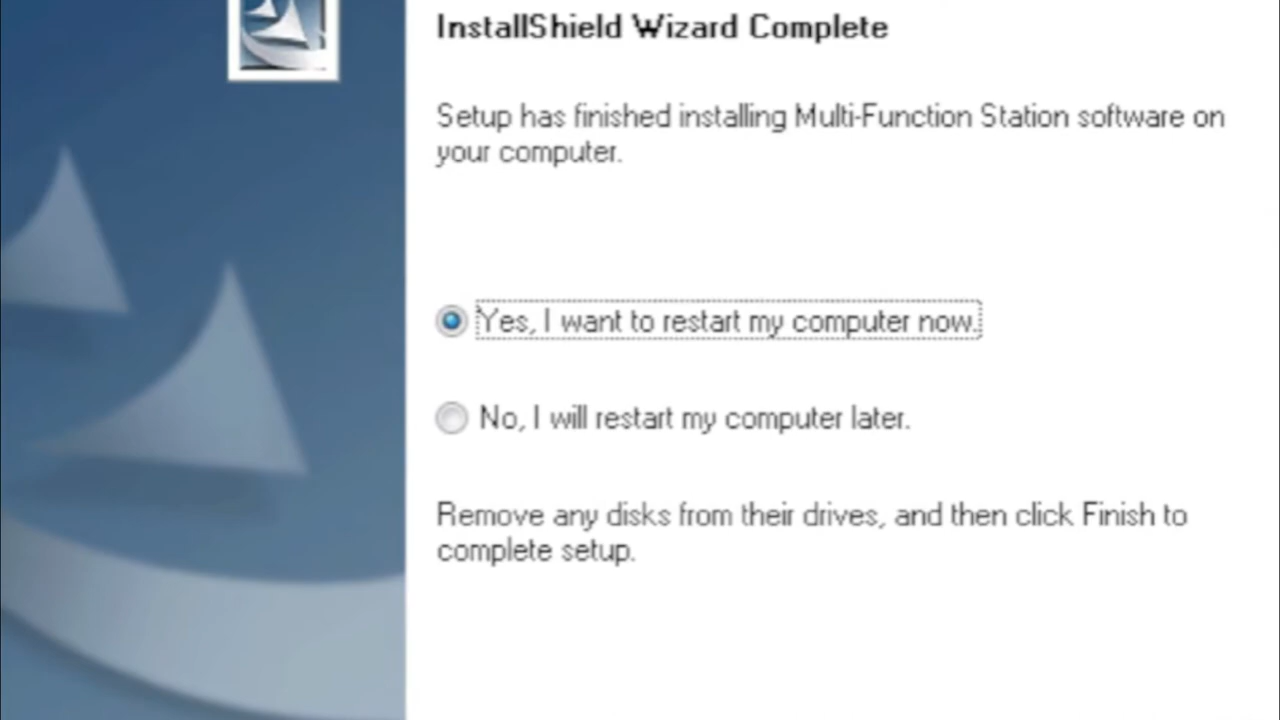 InstallShield Wizard Complete
Setup has finished installing Multi-Function Station software on
your computer.
Yes, I want to restart my computer now.
No, I will restart my computer later.
Remove any disks from their drives, and then click Finish to
complete setup.